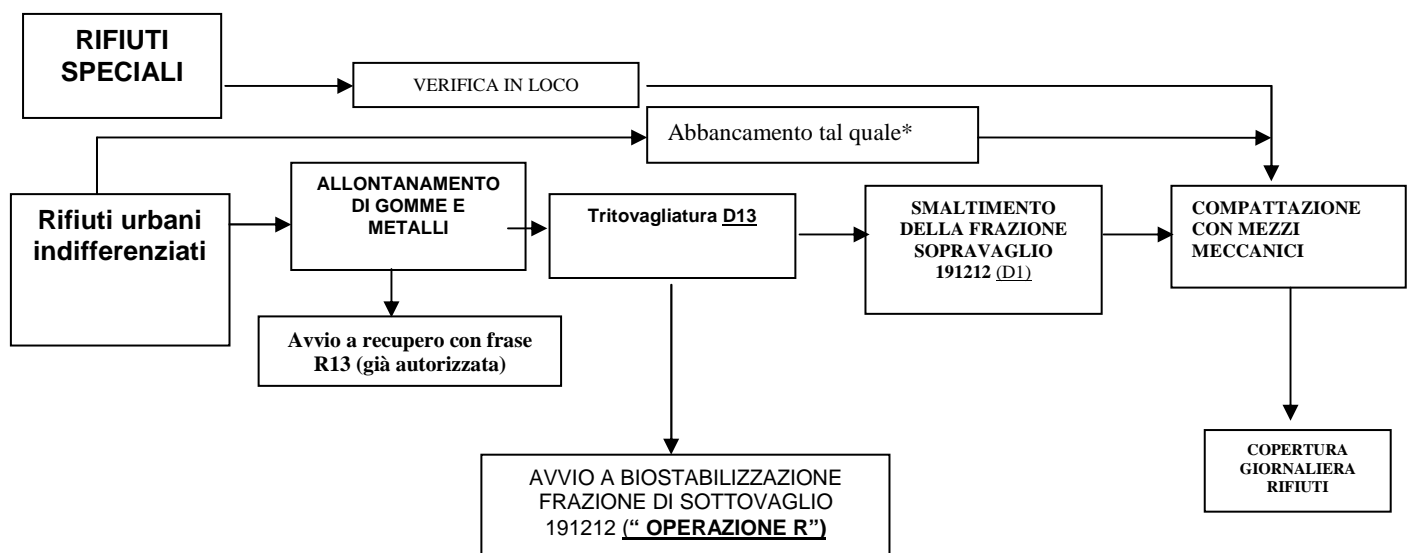 RIFIUTI
SPECIALI
VERIFICA IN LOCO
Abbancamento tal quale*
Rifiuti urbani
indifferenziati
ALLONTANAMENTO
DI GOMME E
METALLI
Tritovagliatura D13
SMALTIMENTO
DELLA FRAZIONE
SOPRAVAGLIO
191212 (D1)
COMPATTAZIONE
CON MEZZI
MECCANICI
Avvio a recupero con frase
R13 (già autorizzata)
COPERTURA
GIORNALIERA
RIFIUTI
AVVIO A BIOSTABILIZZAZIONE
FRAZIONE DI SOTTOVAGLIO
191212 (“ OPERAZIONE R”)